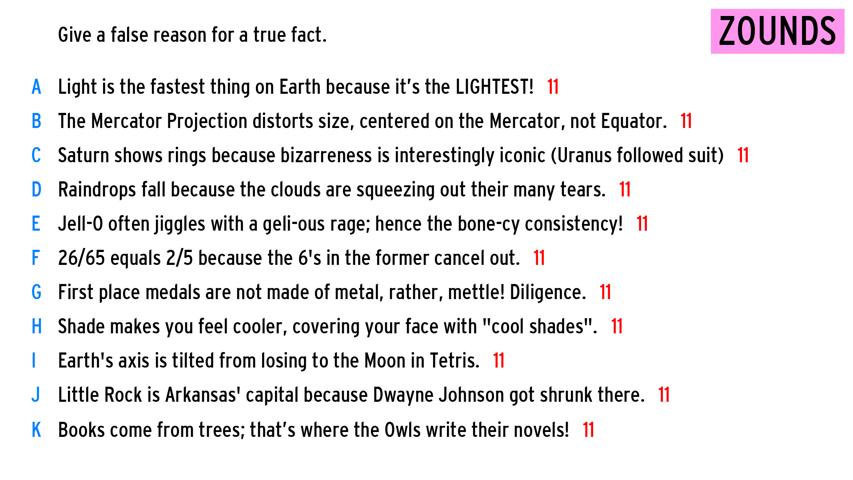 Give a false reason for a true fact.
ZOUNDS
A Light is the fastest thing on Earth because it's the LIGHTEST! 11
B The Mercator Projection distorts size, centered on the Mercator, not Equator. 11
C Saturn shows rings because bizarreness is interestingly iconic (Uranus followed suit) 11
D Raindrops fall because the clouds are squeezing out their many tears. 11
E Jell-O often jiggles with a geli-ous rage; hence the bone-cy consistency! 11
F 26/65 equals 2/5 because the 6's in the former cancel out. 11
G First place medals are not made of metal, rather, mettle! Diligence. 11
H Shade makes you feel cooler, covering your face with "cool shades". 11
I Earth's axis is tilted from losing to the Moon in Tetris. 11
J Little Rock is Arkansas' capital because Dwayne Johnson got shrunk there. 11
K Books come from trees; that's where the Owls write their novels! 11